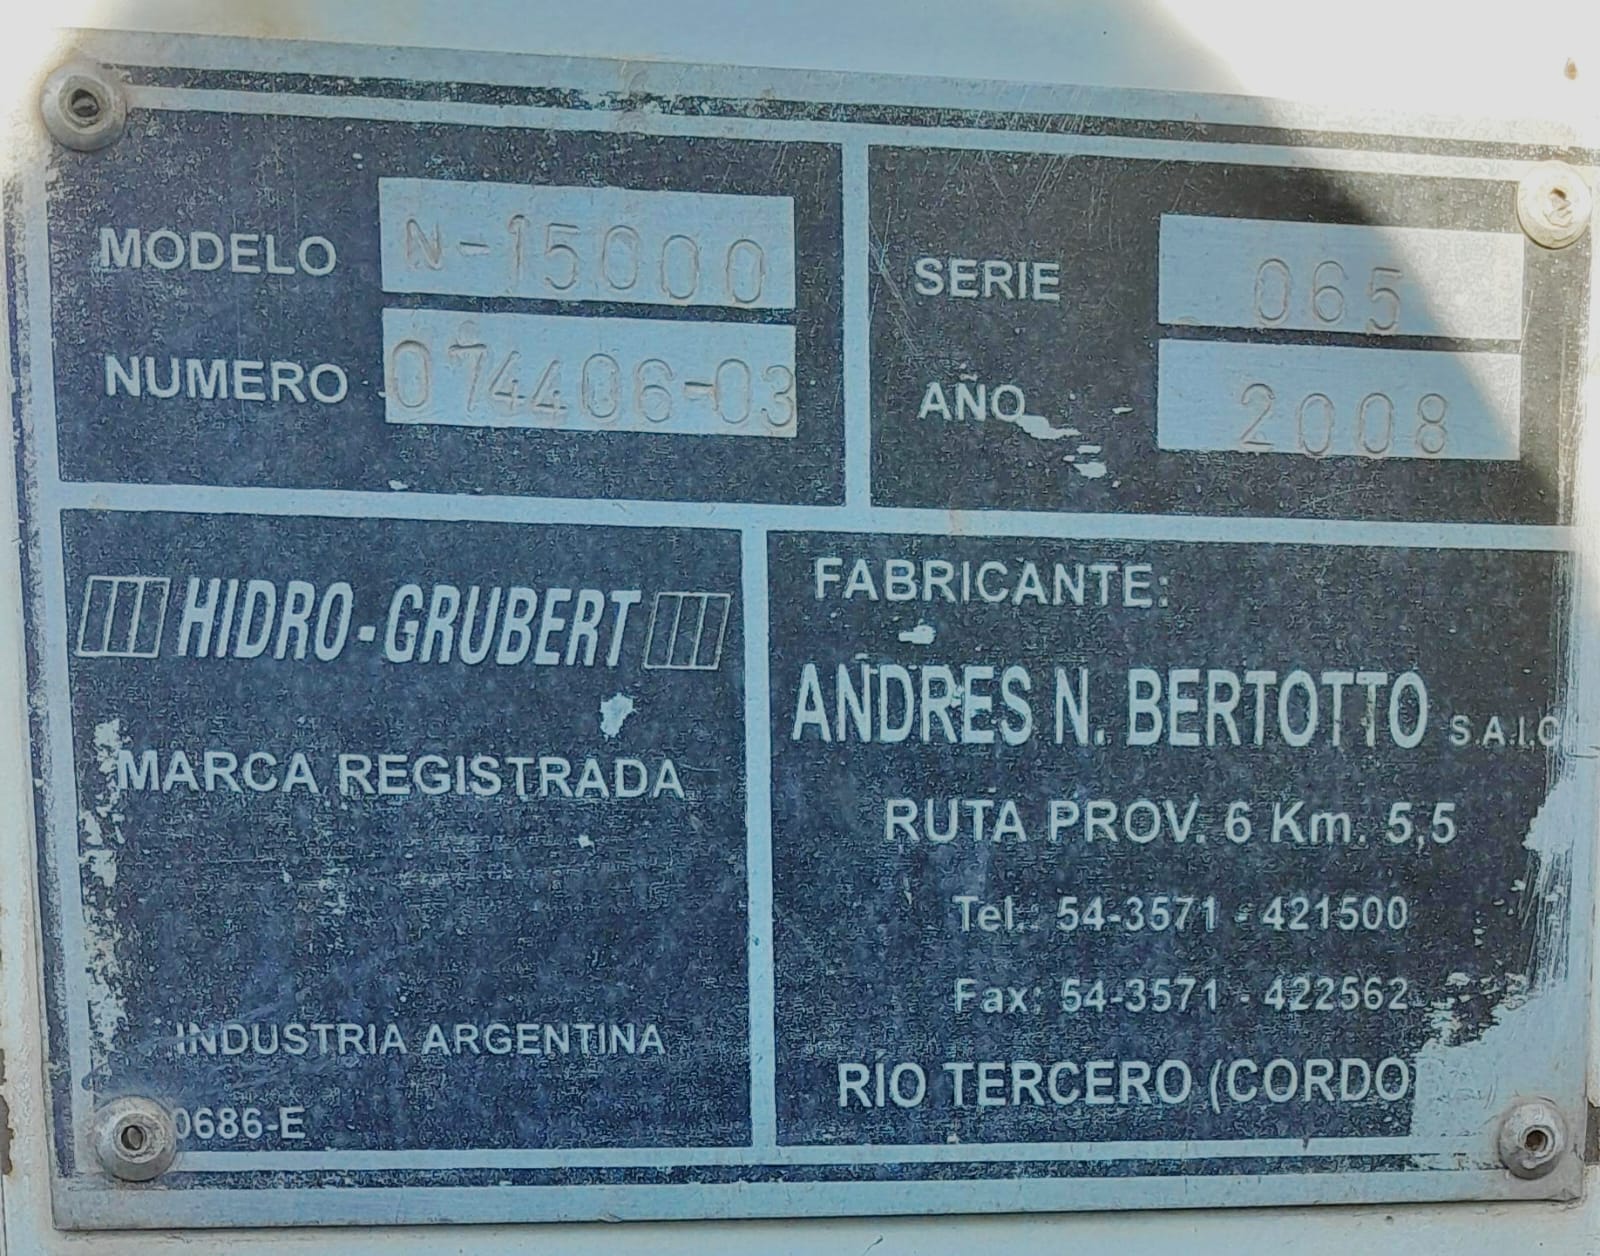 MODELO N-15000
NUMERO 074406-03
SERIE 065
AÑO 2008
HIDRO-GRUBERT
MARCA REGISTRADA
INDUSTRIA ARGENTINA
0686-E
FABRICANTE:
ANDRES N. BERTOTTO S.A.I.C
RUTA PROV. 6 Km. 5,5
Tel.: 54-3571 - 421500
Fax: 54-3571 - 422562
RÍO TERCERO (CORDO